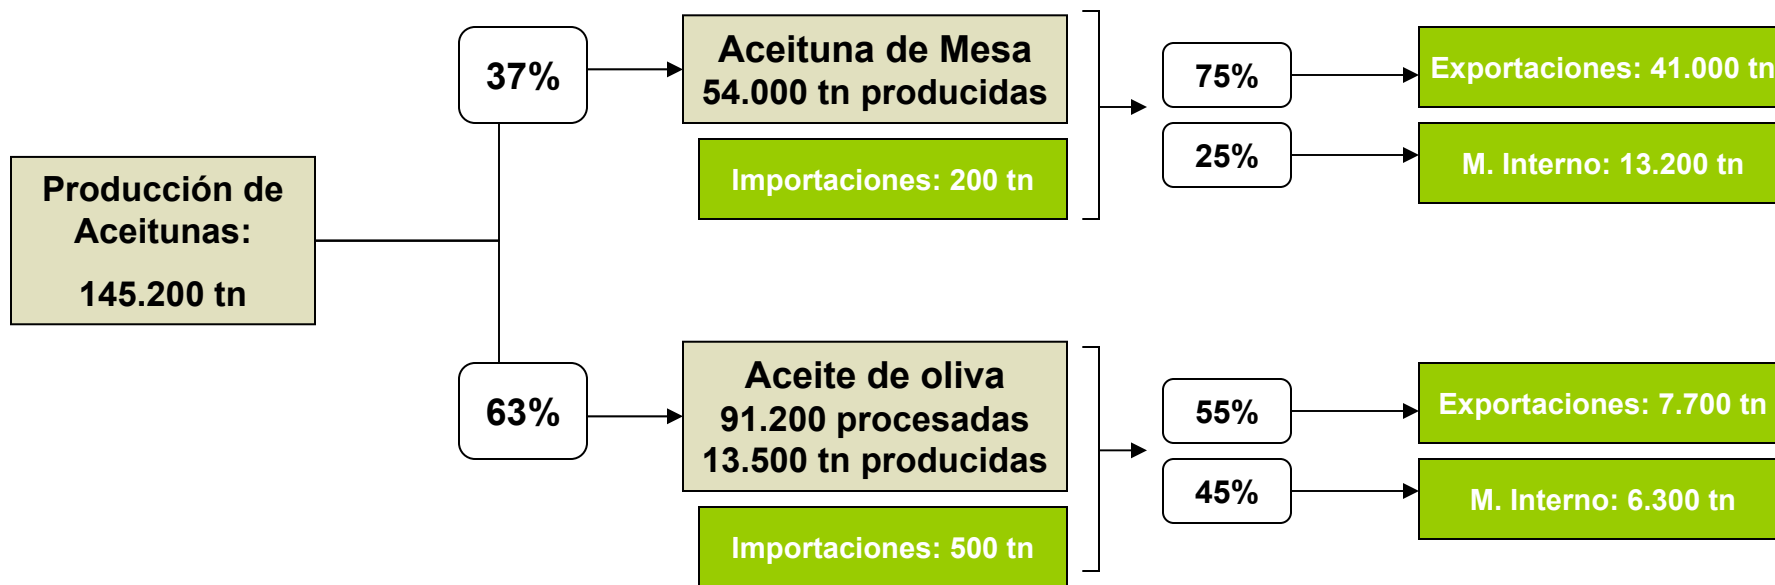 Producción de
Aceitunas:
145.200 tn
37%
Aceituna de Mesa
54.000 tn producidas
Importaciones: 200 tn
75%
Exportaciones: 41.000 tn
25%
M. Interno: 13.200 tn
63%
Aceite de oliva
91.200 procesadas
13.500 tn producidas
Importaciones: 500 tn
55%
Exportaciones: 7.700 tn
45%
M. Interno: 6.300 tn